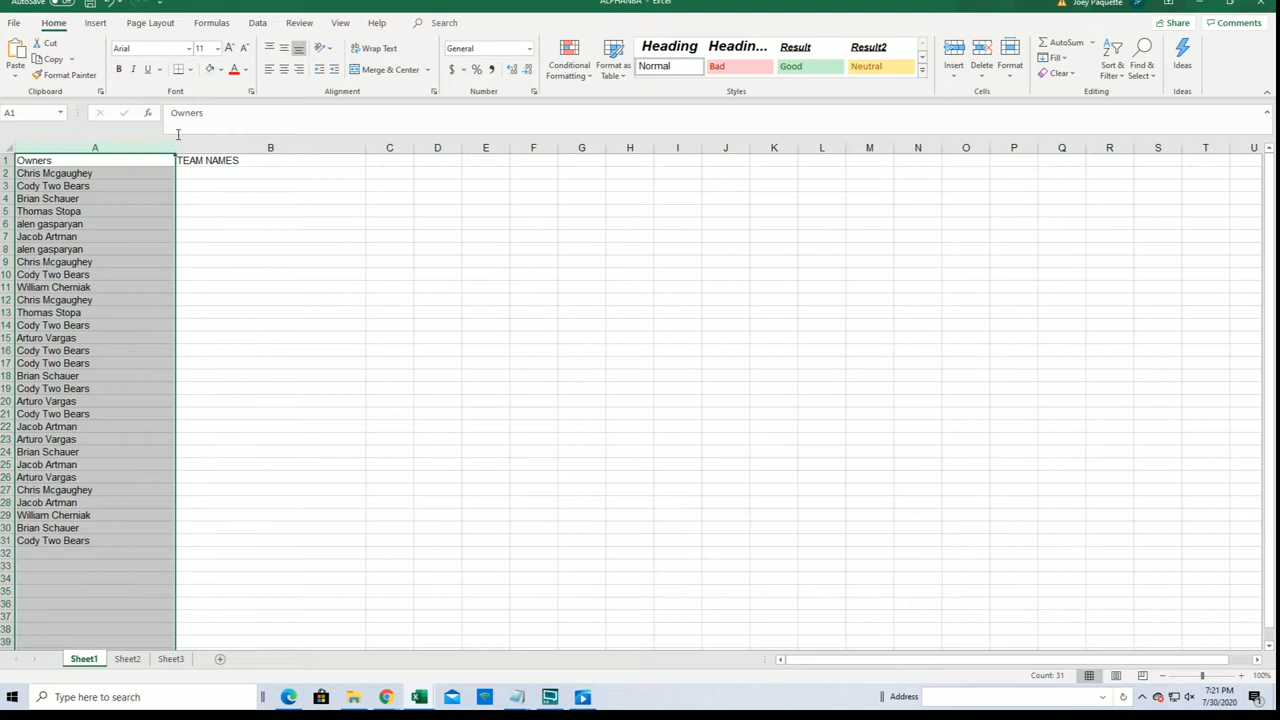 AutoSave Off ALPHANBA - Excel Joey Paquette JP
File Home Insert Page Layout Formulas Data Review View Help Search Share Comments
Cut Arial 11 Wrap Text General Heading Headin... Result Result2 AutoSum
Copy Fill
Paste Format Painter B I U Merge & Center $ % Conditional Formatting Format as Table Normal Bad Good Neutral Insert Delete Format Clear Sort & Filter Find & Select Ideas
Clipboard Font Alignment Number Styles Cells Editing Ideas
A1 fx Owners
A B C D E F G H I J K L M N O P Q R S T U
1 Owners TEAM NAMES
2 Chris Mcgaughey
3 Cody Two Bears
4 Brian Schauer
5 Thomas Stopa
6 alen gasparyan
7 Jacob Artman
8 alen gasparyan
9 Chris Mcgaughey
10 Cody Two Bears
11 William Cherniak
12 Chris Mcgaughey
13 Thomas Stopa
14 Cody Two Bears
15 Arturo Vargas
16 Cody Two Bears
17 Cody Two Bears
18 Brian Schauer
19 Cody Two Bears
20 Arturo Vargas
21 Cody Two Bears
22 Jacob Artman
23 Arturo Vargas
24 Brian Schauer
25 Jacob Artman
26 Arturo Vargas
27 Chris Mcgaughey
28 Jacob Artman
29 William Cherniak
30 Brian Schauer
31 Cody Two Bears
32
33
34
35
36
37
38
39
Sheet1 Sheet2 Sheet3
Count: 31 100%
Type here to search Address 7:21 PM
7/30/2020